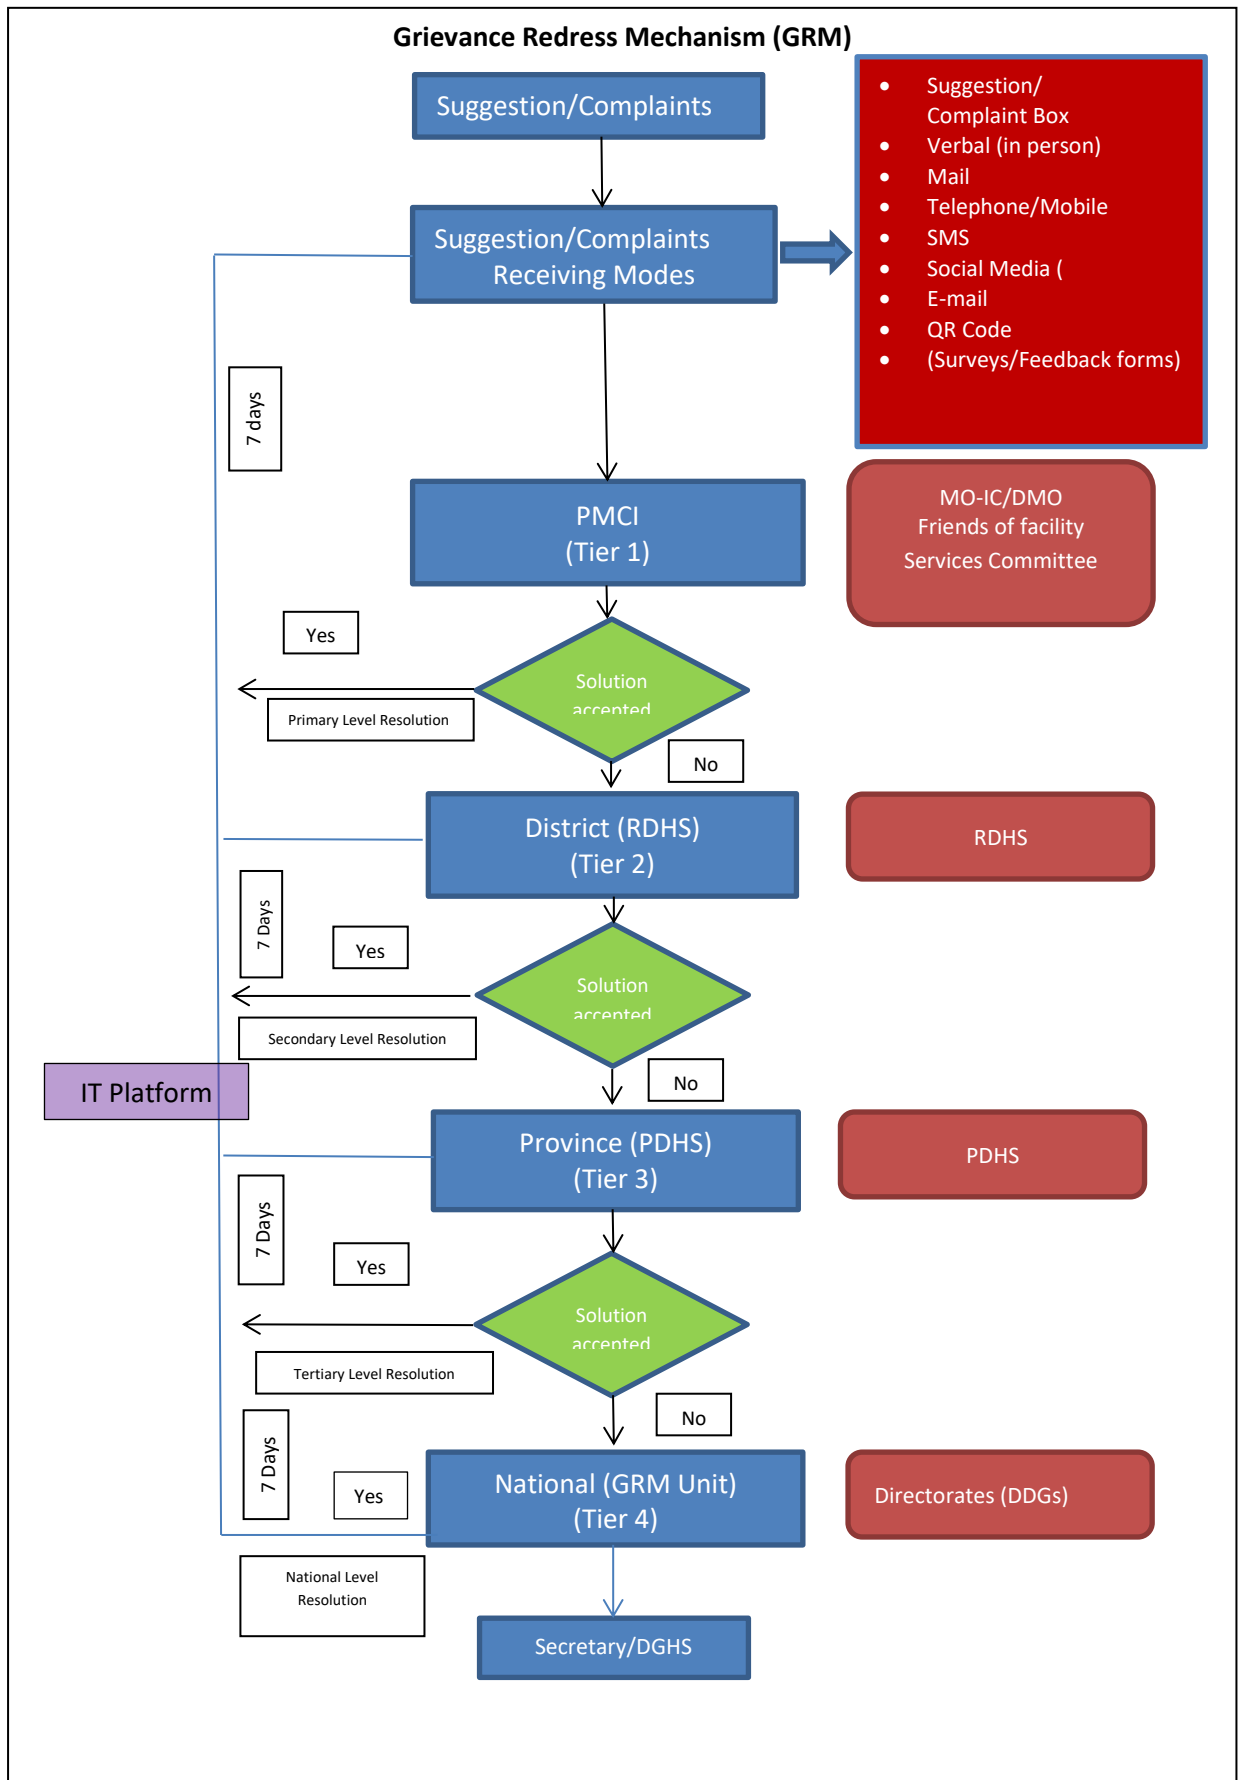 Grievance Redress Mechanism (GRM)
Suggestion/Complaints
• Suggestion/
Complaint Box
• Verbal (in person)
• Mail
• Telephone/Mobile
• SMS
• Social Media (
• E-mail
• QR Code
• (Surveys/Feedback forms)
Suggestion/Complaints
Receiving Modes
7 days
PMCI
(Tier 1)
MO-IC/DMO
Friends of facility
Services Committee
Yes
Solution
accepted
Primary Level Resolution
No
District (RDHS)
(Tier 2)
RDHS
7 Days
Yes
Solution
accepted
Secondary Level Resolution
No
IT Platform
Province (PDHS)
(Tier 3)
PDHS
7 Days
Yes
Solution
accepted
Tertiary Level Resolution
No
7 Days
Yes
National (GRM Unit)
(Tier 4)
Directorates (DDGs)
National Level
Resolution
Secretary/DGHS